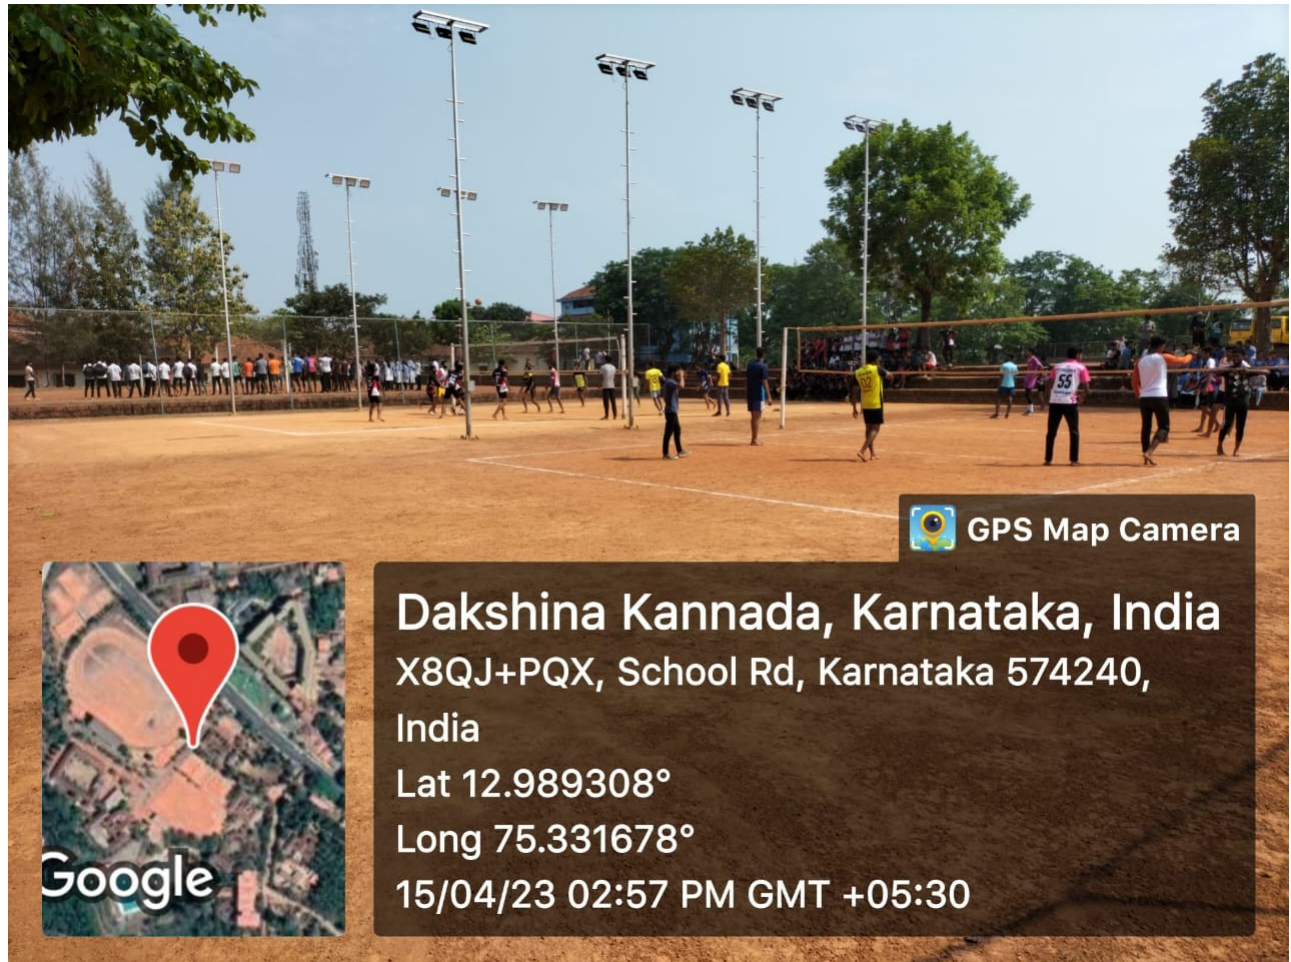 02
55
GPS Map Camera
Dakshina Kannada, Karnataka, India
X8QJ+PQX, School Rd, Karnataka 574240,
India
Lat 12.989308°
Long 75.331678°
15/04/23 02:57 PM GMT +05:30
Google